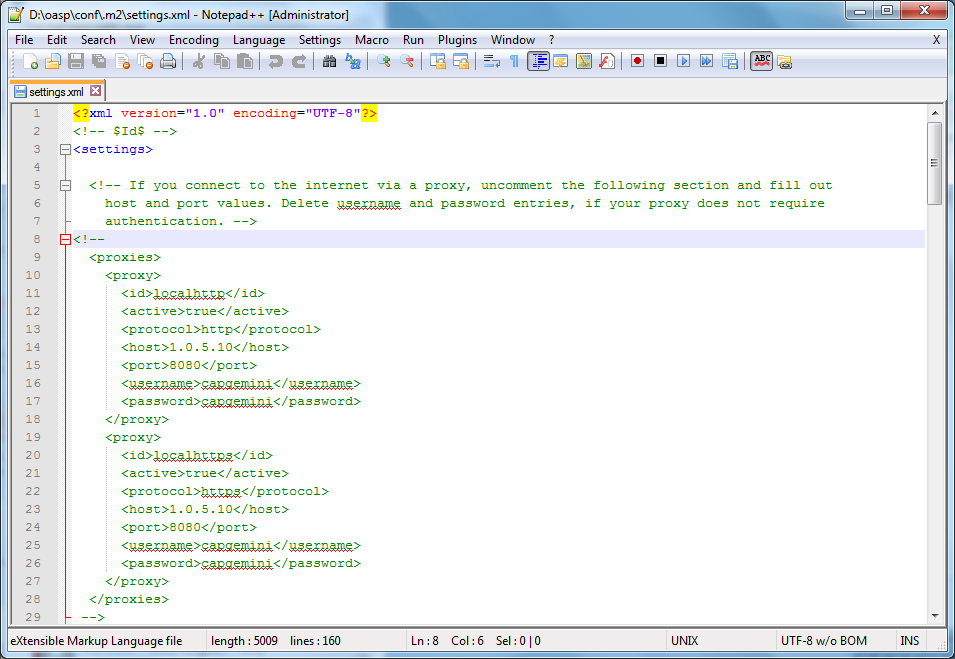 D:\oasp\conf\.m2\settings.xml - Notepad++ [Administrator]
File Edit Search View Encoding Language Settings Macro Run Plugins Window ? X
ABC
settings.xml
1 <?xml version="1.0" encoding="UTF-8"?>
2 <!-- $Id$ -->
3 <settings>
4
5 <!-- If you connect to the internet via a proxy, uncomment the following section and fill out
6 host and port values. Delete username and password entries, if your proxy does not require
7 authentication. -->
8 <!--
9 <proxies>
10 <proxy>
11 <id>localhttp</id>
12 <active>true</active>
13 <protocol>http</protocol>
14 <host>1.0.5.10</host>
15 <port>8080</port>
16 <username>capgemini</username>
17 <password>capgemini</password>
18 </proxy>
19 <proxy>
20 <id>localhttps</id>
21 <active>true</active>
22 <protocol>https</protocol>
23 <host>1.0.5.10</host>
24 <port>8080</port>
25 <username>capgemini</username>
26 <password>capgemini</password>
27 </proxy>
28 </proxies>
29 -->
eXtensible Markup Language file length : 5009 lines : 160 Ln : 8 Col : 6 Sel : 0 | 0 UNIX UTF-8 w/o BOM INS